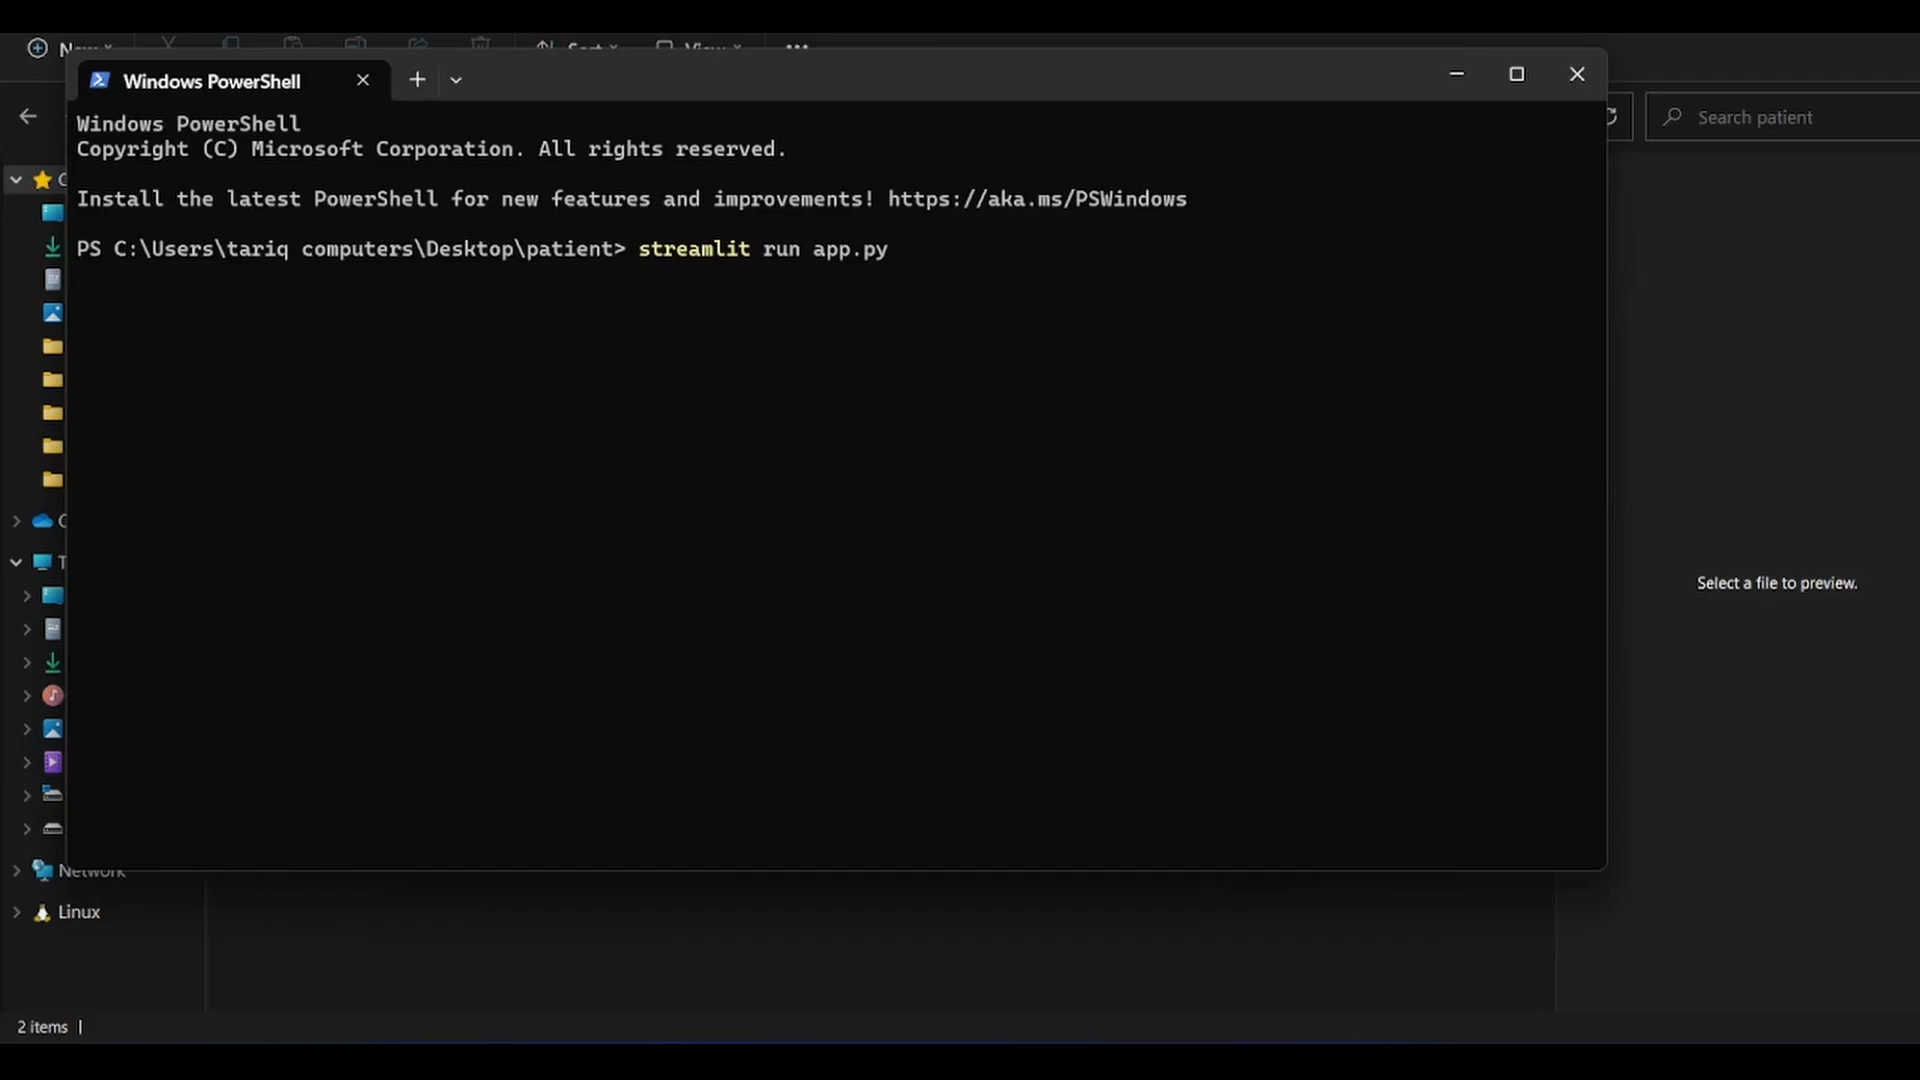 Windows PowerShell
Search patient
Windows PowerShell
Copyright (C) Microsoft Corporation. All rights reserved.
Install the latest PowerShell for new features and improvements! https://aka.ms/PSWindows
PS C:\Users\tariq computers\Desktop\patient> streamlit run app.py
Select a file to preview.
Network
Linux
2 items